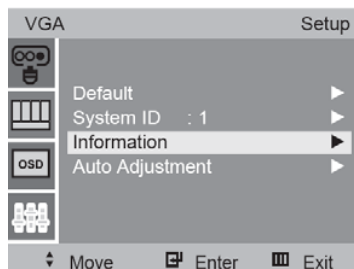 VGA Setup
Default
System ID : 1
Information
OSD
Auto Adjustment
Move Enter Exit